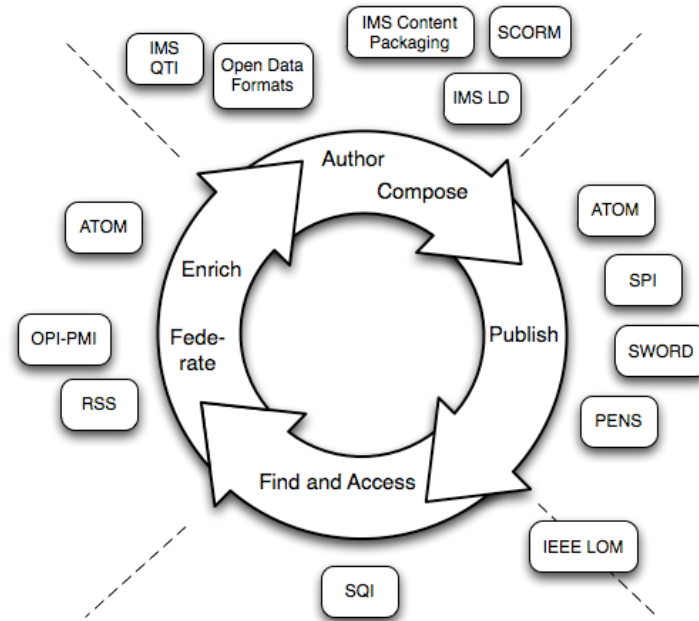 IMS
QTI
Open Data
Formats
IMS Content
Packaging
SCORM
IMS LD
Author
Compose
ATOM
ATOM
Enrich
SPI
OPI-PMI
Fede-
rate
Publish
SWORD
RSS
PENS
Find and Access
IEEE LOM
SQI